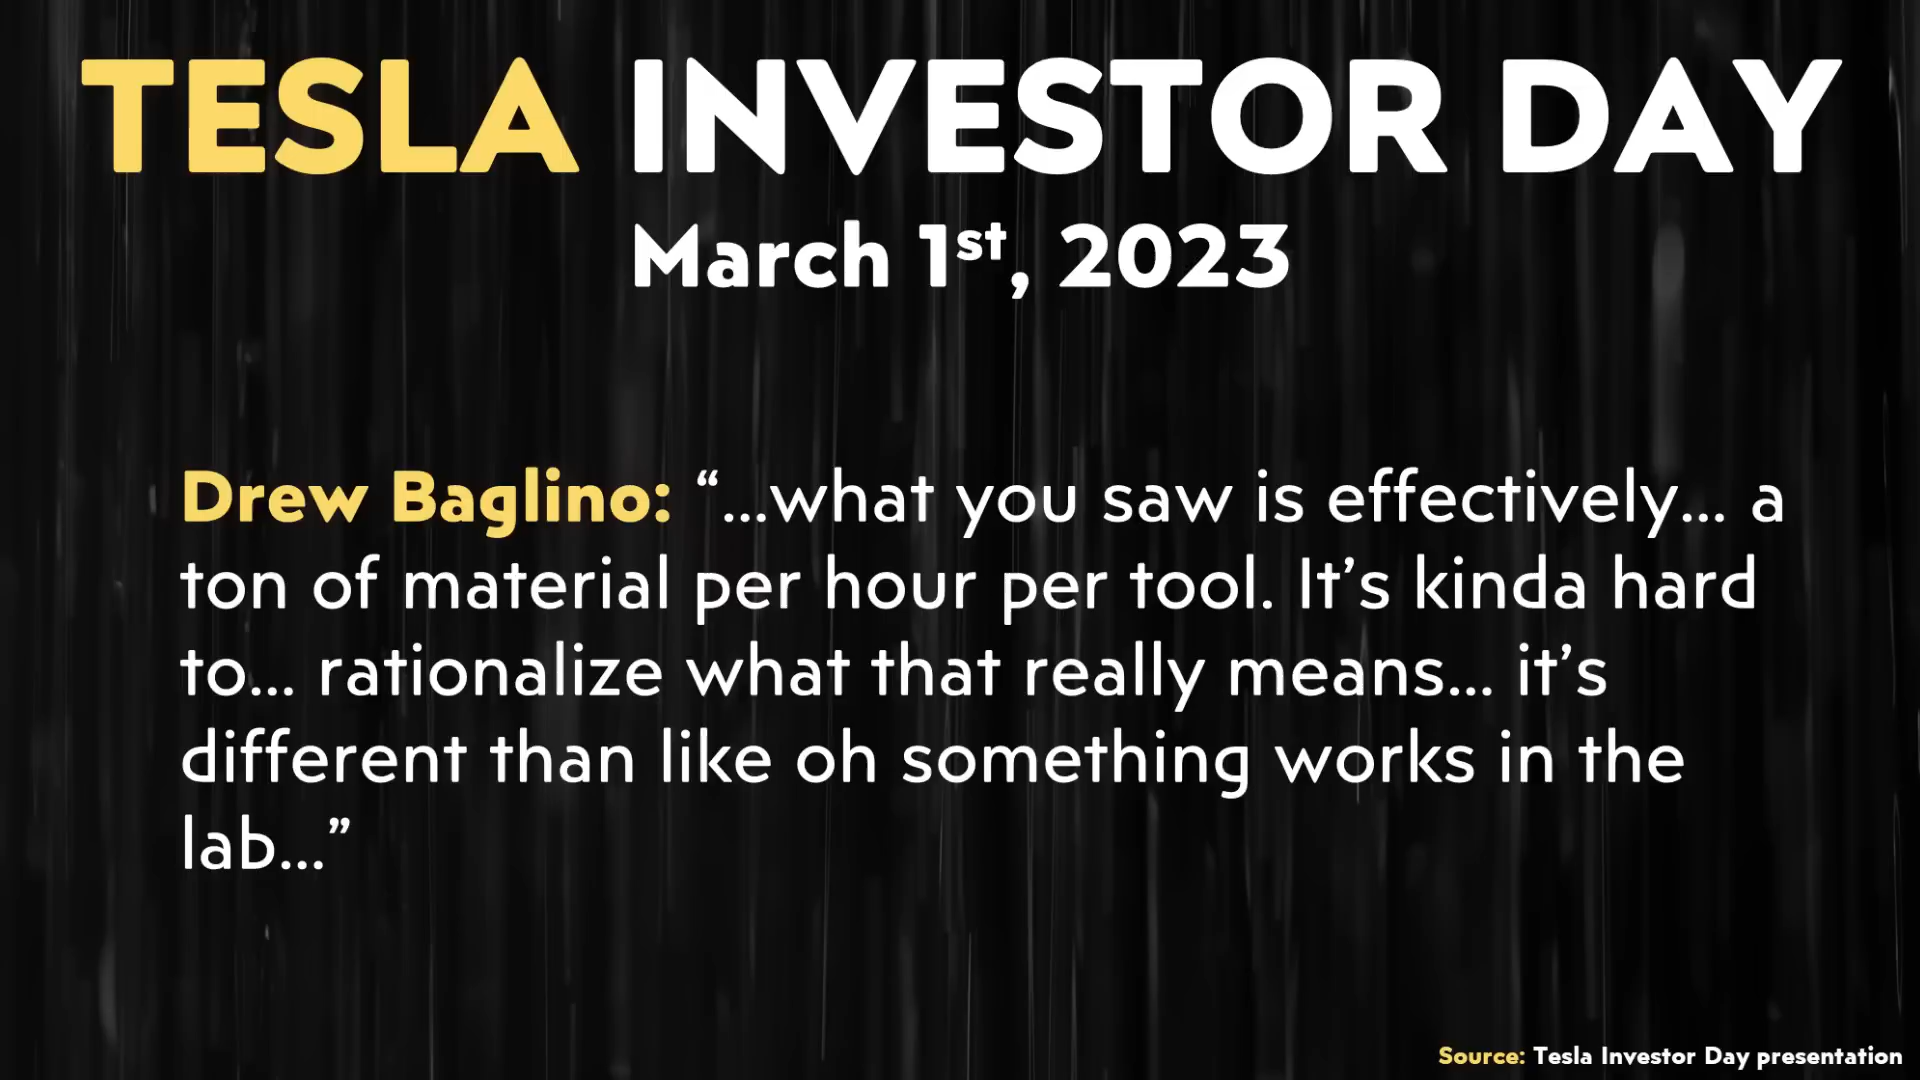 TESLA INVESTOR DAY
March 1st, 2023
Drew Baglino: “...what you saw is effectively... a
ton of material per hour per tool. It’s kinda hard
to... rationalize what that really means... it’s
different than like oh something works in the
lab...”
Source: Tesla Investor Day presentation